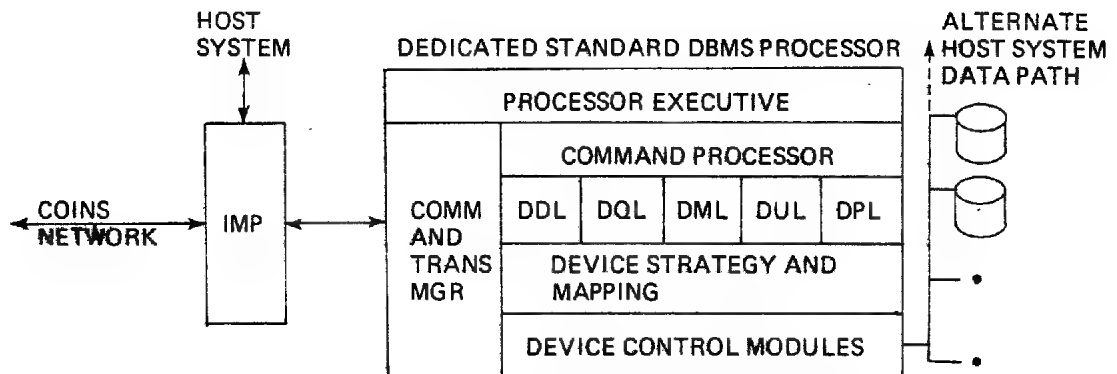 HOST
SYSTEM
DEDICATED STANDARD DBMS PROCESSOR
ALTERNATE
HOST SYSTEM
DATA PATH
PROCESSOR EXECUTIVE
COMMAND PROCESSOR
COINS
NETWORK
IMP
COMM
AND
TRANS
MGR
DDL DQL DML DUL DPL
DEVICE STRATEGY AND
MAPPING
DEVICE CONTROL MODULES